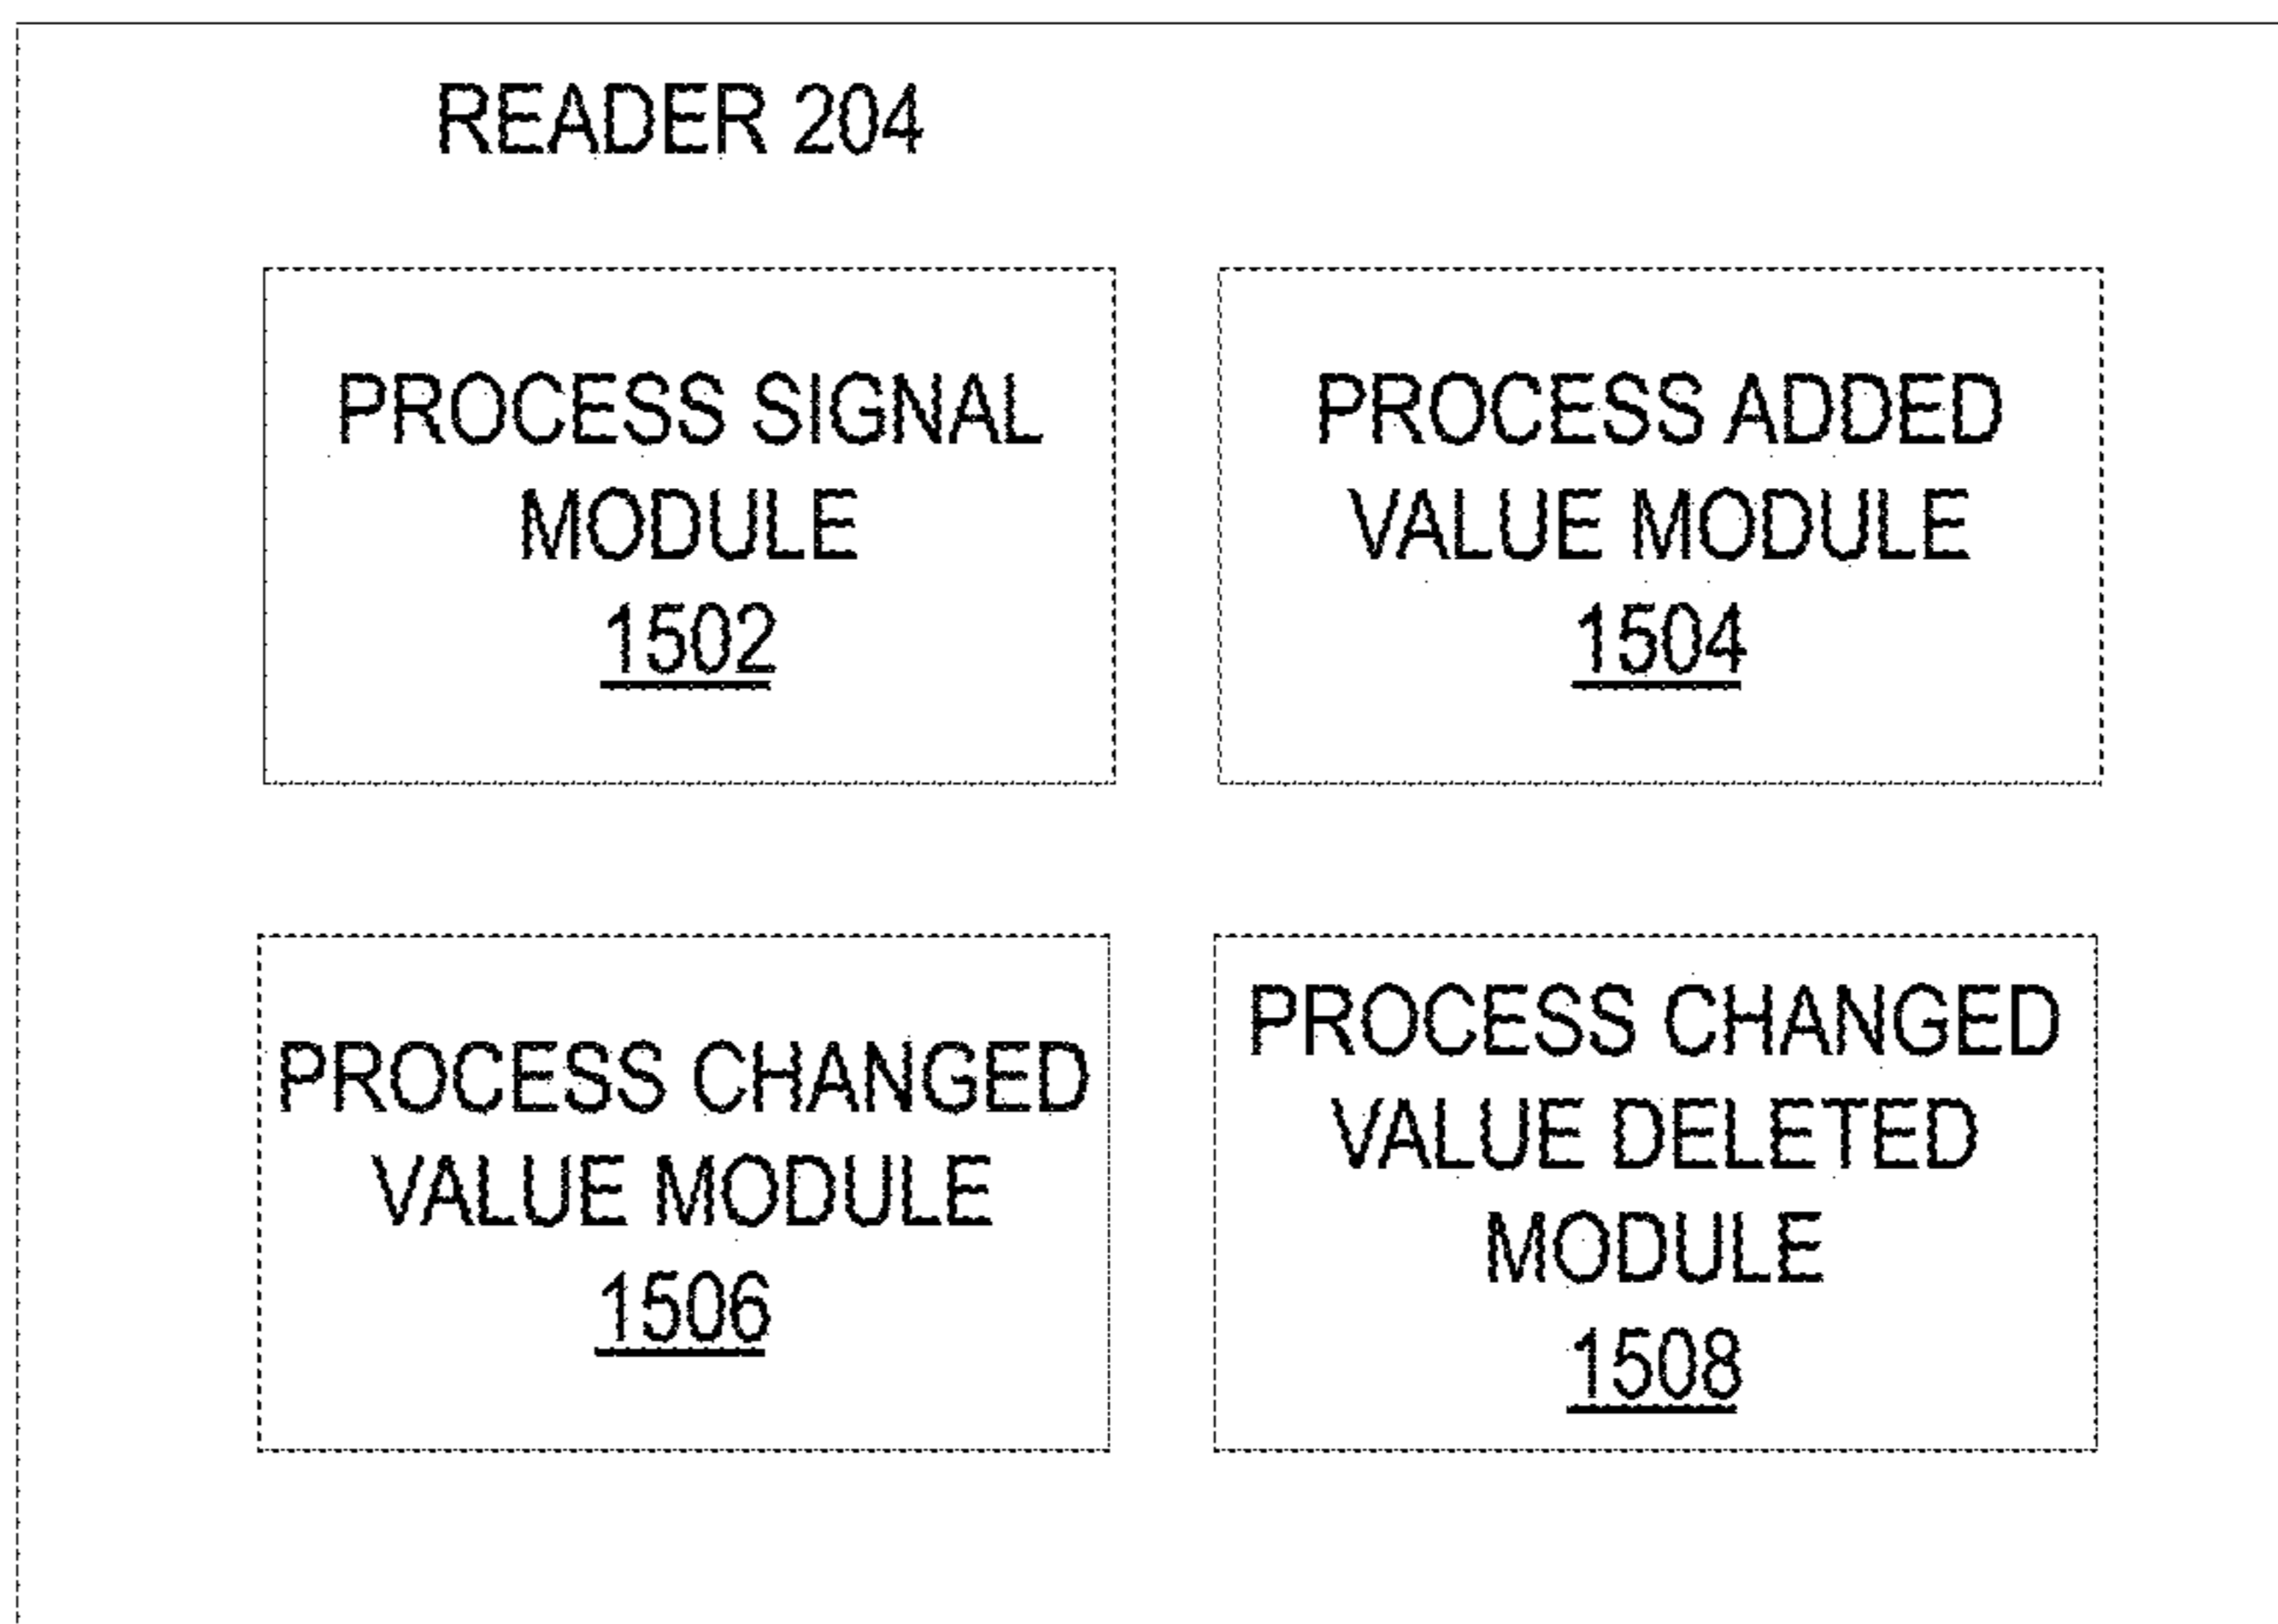 READER 204
PROCESS SIGNAL
MODULE
1502
PROCESS ADDED
VALUE MODULE
1504
PROCESS CHANGED
VALUE MODULE
1506
PROCESS CHANGED
VALUE DELETED
MODULE
1508